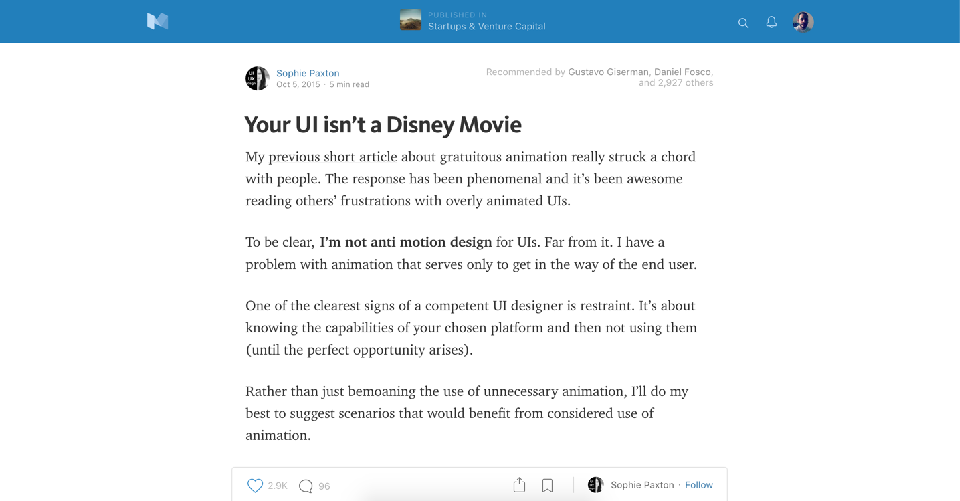 PUBLISHED IN
Startups & Venture Capital
Sophie Paxton
Oct 5, 2015 · 5 min read
Recommended by Gustavo Giserman, Daniel Fosco,
and 2,927 others
Your UI isn’t a Disney Movie
My previous short article about gratuitous animation really struck a chord
with people. The response has been phenomenal and it’s been awesome
reading others’ frustrations with overly animated UIs.
To be clear, I’m not anti motion design for UIs. Far from it. I have a
problem with animation that serves only to get in the way of the end user.
One of the clearest signs of a competent UI designer is restraint. It’s about
knowing the capabilities of your chosen platform and then not using them
(until the perfect opportunity arises).
Rather than just bemoaning the use of unnecessary animation, I’ll do my
best to suggest scenarios that would benefit from considered use of
animation.
2.9K 96 Sophie Paxton · Follow